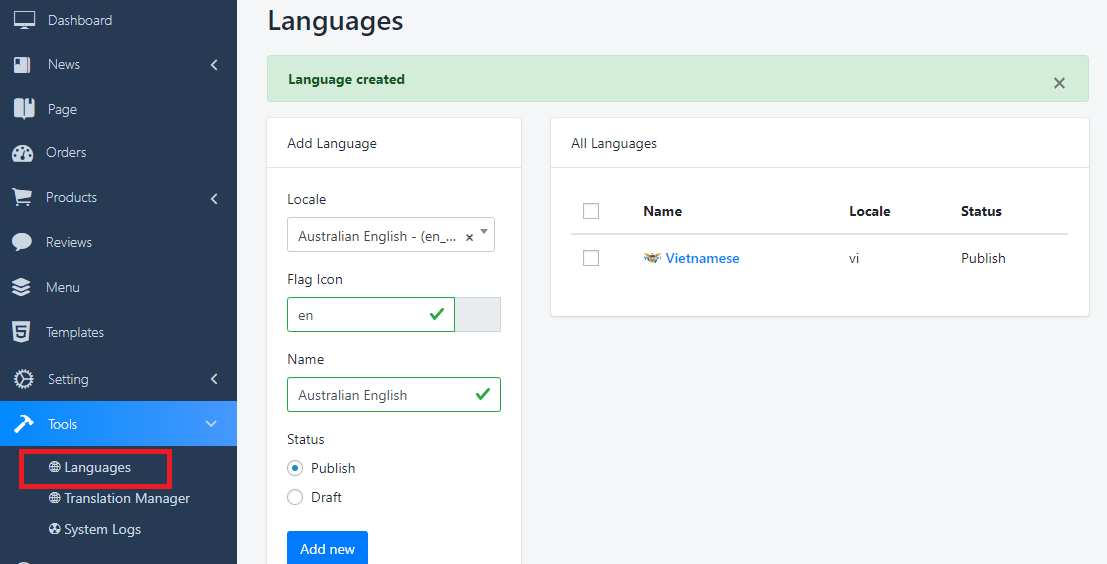 Dashboard
News
Page
Orders
Products
Reviews
Menu
Templates
Setting
Tools
Languages
Translation Manager
System Logs
Languages
Language created
Add Language
Locale
Australian English - (en_...
Flag Icon
en
Name
Australian English
Status
Publish
Draft
Add new
All Languages
Name Locale Status
Vietnamese vi Publish